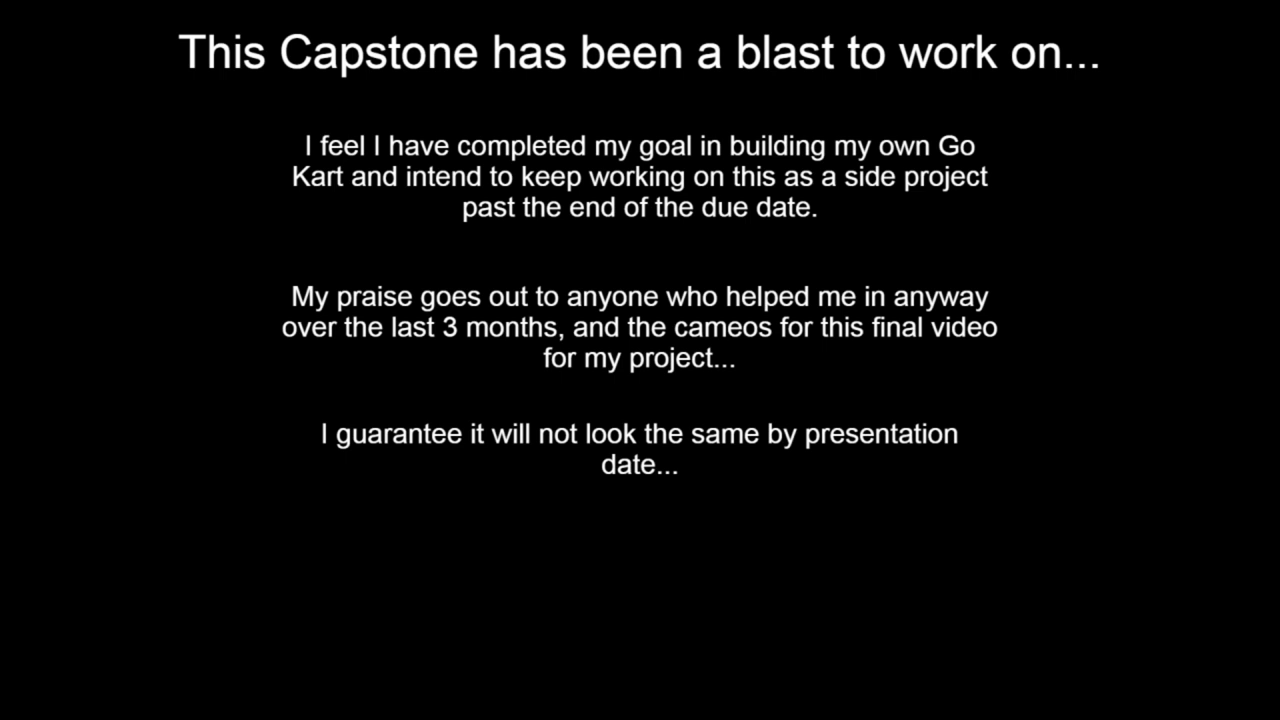 This Capstone has been a blast to work on...
I feel I have completed my goal in building my own Go
Kart and intend to keep working on this as a side project
past the end of the due date.
My praise goes out to anyone who helped me in anyway
over the last 3 months, and the cameos for this final video
for my project...
I guarantee it will not look the same by presentation
date...